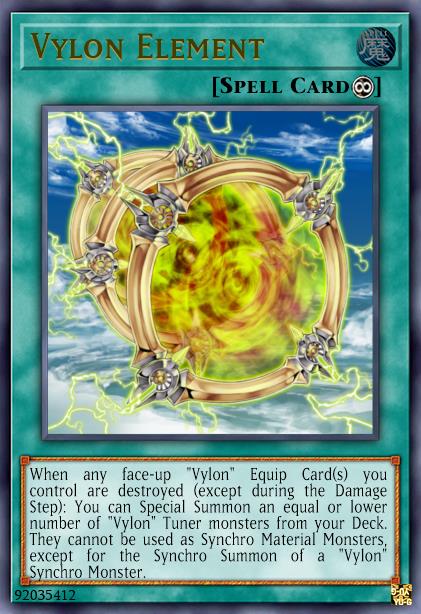 Vylon Element
魔
[Spell Card]
When any face-up "Vylon" Equip Card(s) you
control are destroyed (except during the Damage
Step): You can Special Summon an equal or lower
number of "Vylon" Tuner monsters from your Deck.
They cannot be used as Synchro Material Monsters,
except for the Synchro Summon of a "Vylon"
Synchro Monster.
92035412